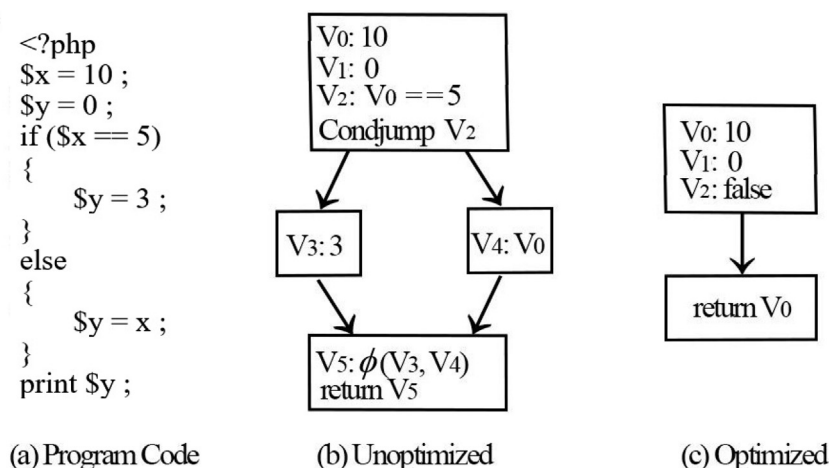 <?php
$x = 10 ;
$y = 0 ;
if ($x == 5)
{
$y = 3 ;
}
else
{
$y = x ;
}
print $y ;
(a) Program Code
V0: 10
V1: 0
V2: V0 == 5
Condjump V2
V3: 3
V4: V0
V5: ϕ(V3, V4)
return V5
(b) Unoptimized
V0: 10
V1: 0
V2: false
return V0
(c) Optimized